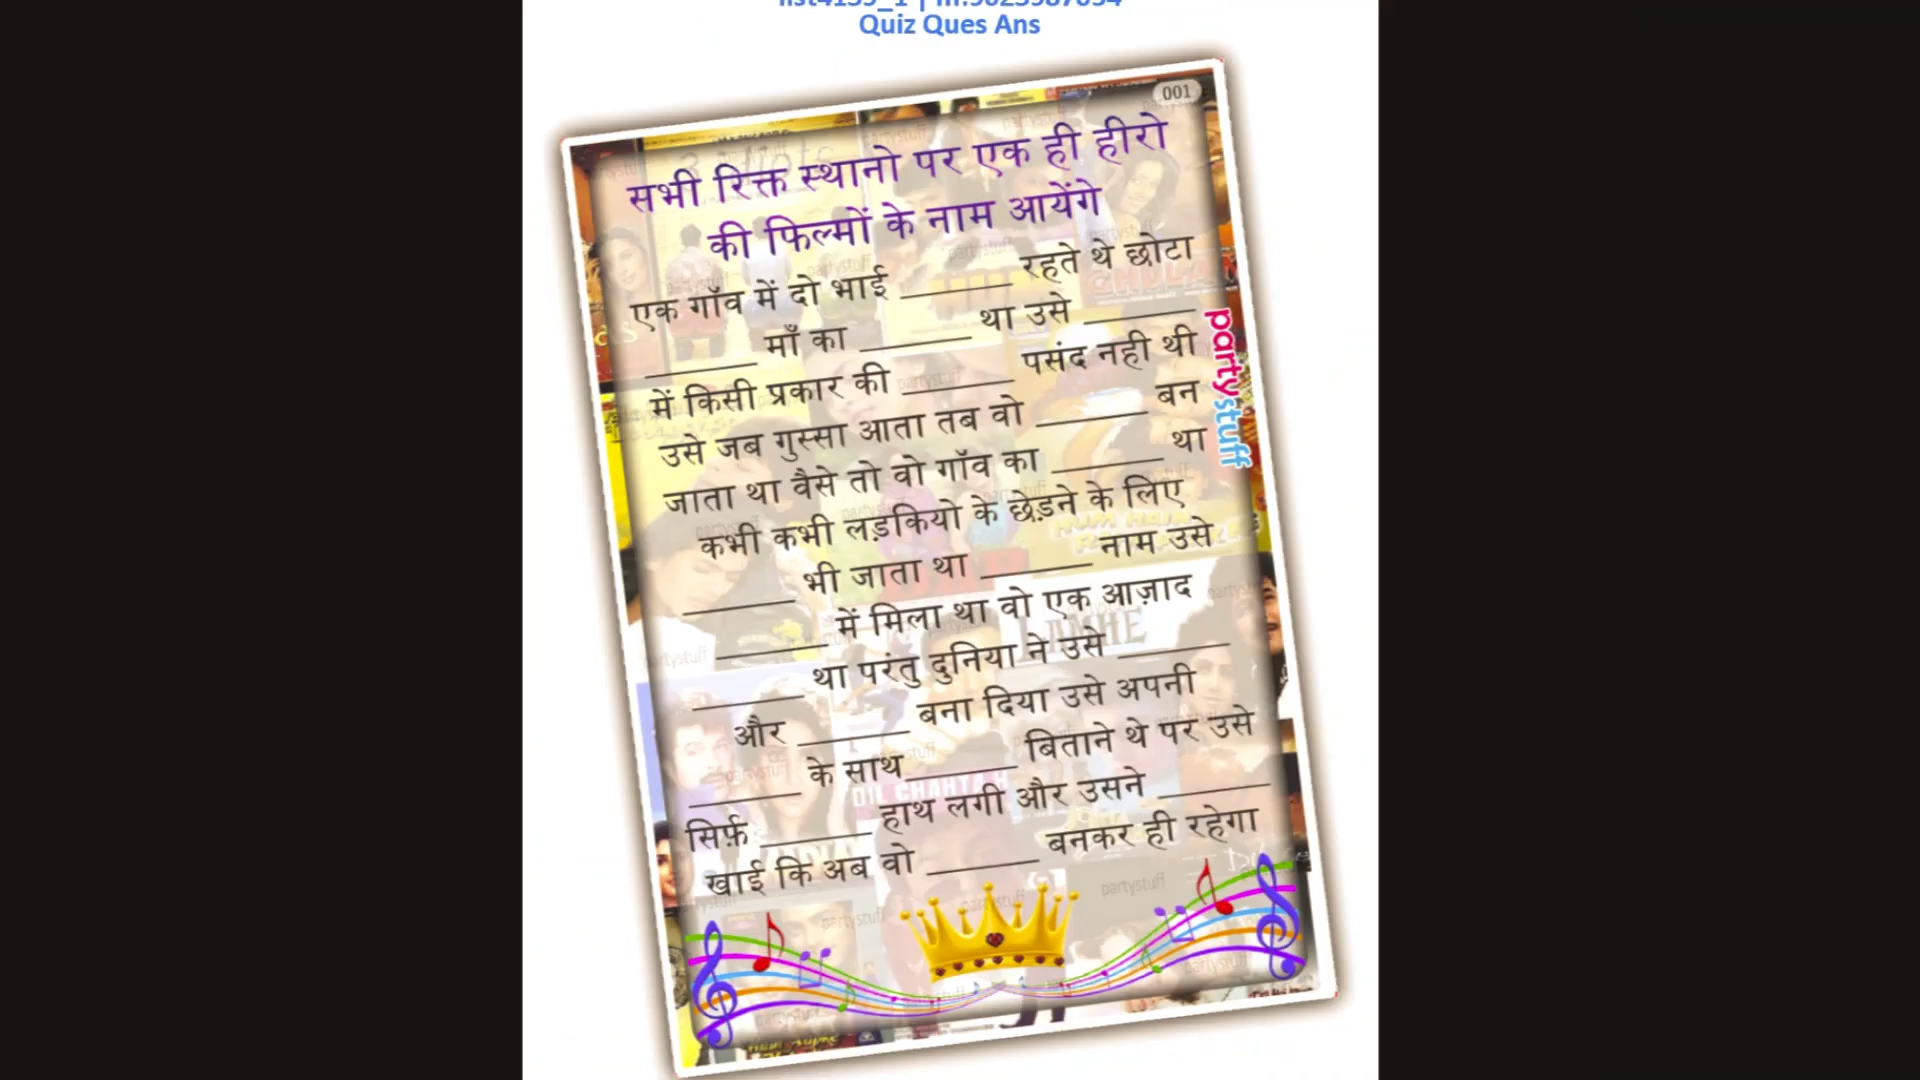 Quiz Ques Ans
001
सभी रिक्त स्थानो पर एक ही हीरो
की फिल्मों के नाम आयेंगे
एक गॉव में दो भाई ______ रहते थे छोटा
______ माँ का ______ था उसे ______
में किसी प्रकार की ______ पसंद नही थी
उसे जब गुस्सा आता तब वो ______ बन
जाता था वैसे तो वो गॉव का ______ था
कभी कभी लड़कियो के छेड़ने के लिए
______ भी जाता था ______ नाम उसे
______ में मिला था वो एक आज़ाद
______ था परंतु दुनिया ने उसे ______
और ______ बना दिया उसे अपनी
______ के साथ ______ बिताने थे पर उसे
सिर्फ़ ______ हाथ लगी और उसने ______
खाई कि अब वो ______ बनकर ही रहेगा
partystuff